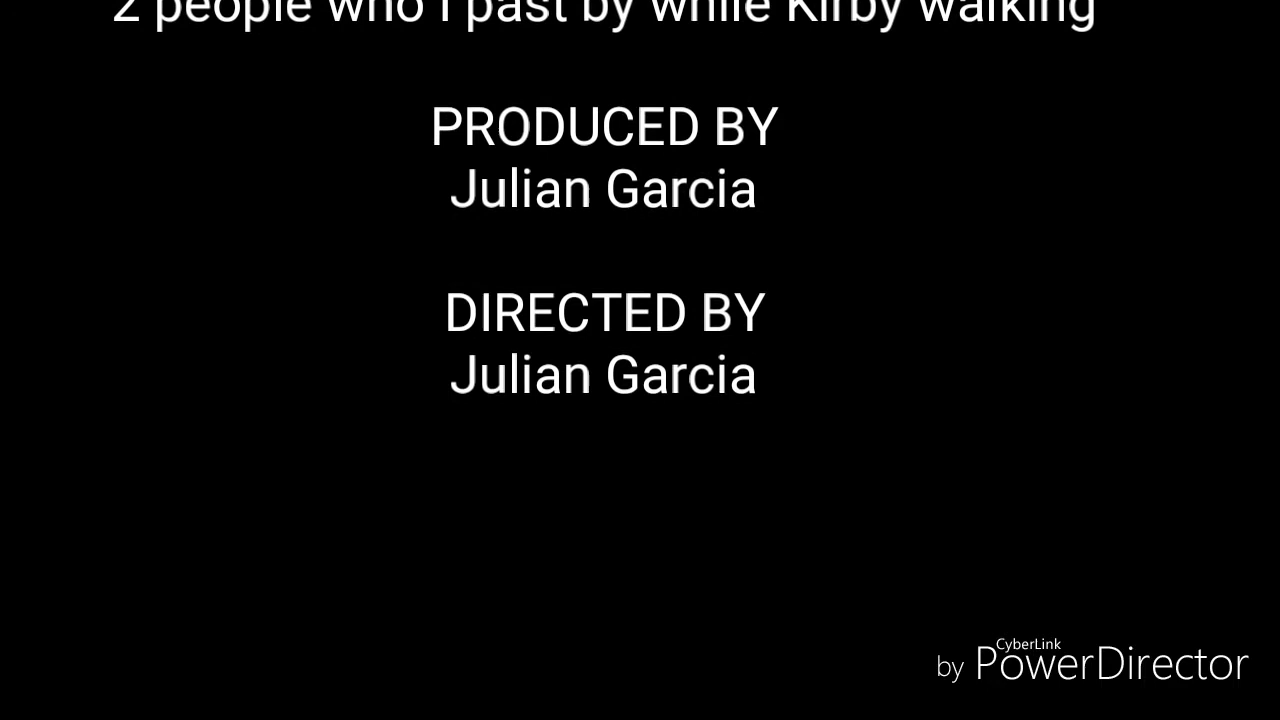 2 people who I past by while Kirby walking
PRODUCED BY
Julian Garcia
DIRECTED BY
Julian Garcia
CyberLink
by PowerDirector